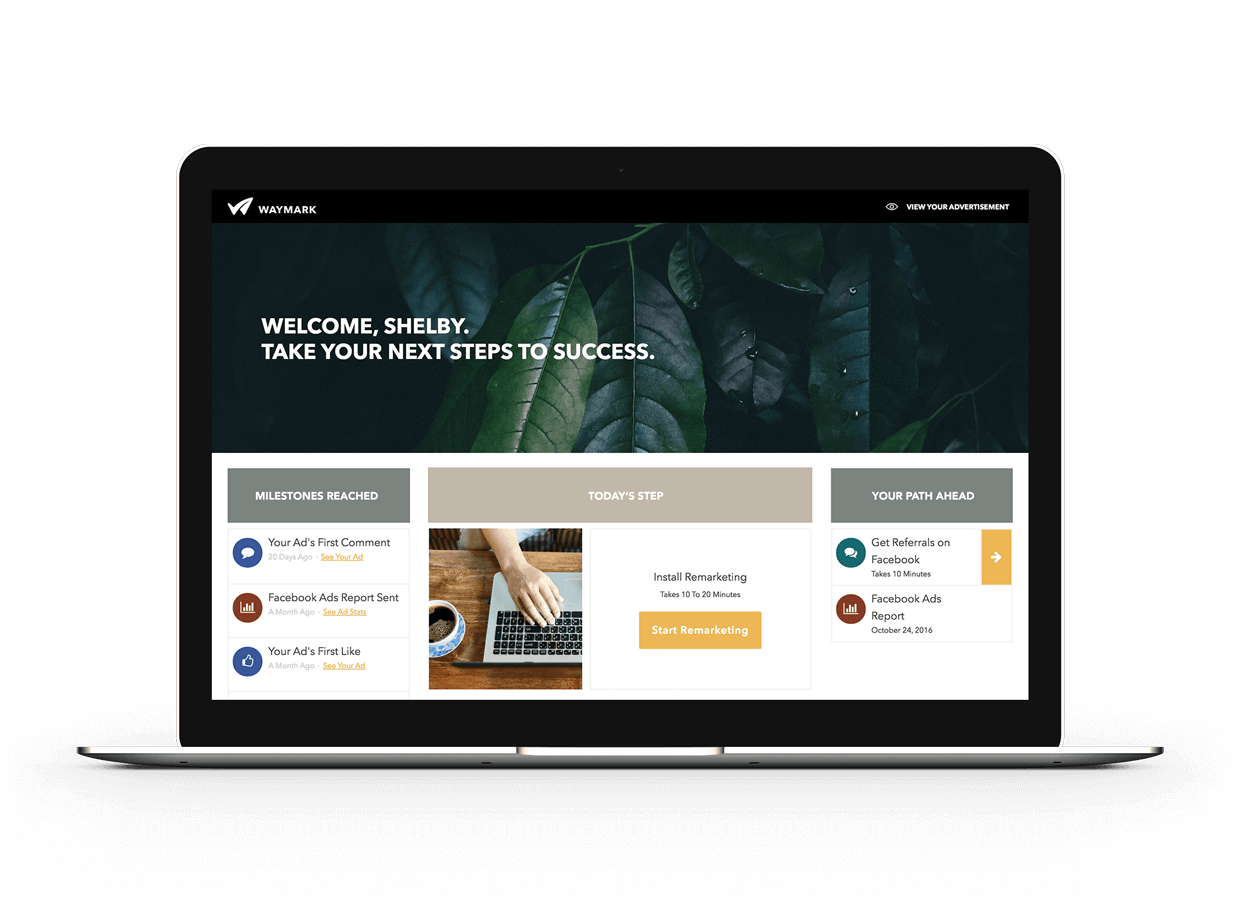 WAYMARK
VIEW YOUR ADVERTISEMENT
WELCOME, SHELBY.
TAKE YOUR NEXT STEPS TO SUCCESS.
MILESTONES REACHED
Your Ad's First Comment
20 Days Ago - See Your Ad
Facebook Ads Report Sent
A Month Ago - See Ad Stats
Your Ad's First Like
A Month Ago - See Your Ad
TODAY'S STEP
Install Remarketing
Takes 10 To 20 Minutes
Start Remarketing
YOUR PATH AHEAD
Get Referrals on
Facebook
Takes 10 Minutes
Facebook Ads
Report
October 24, 2016